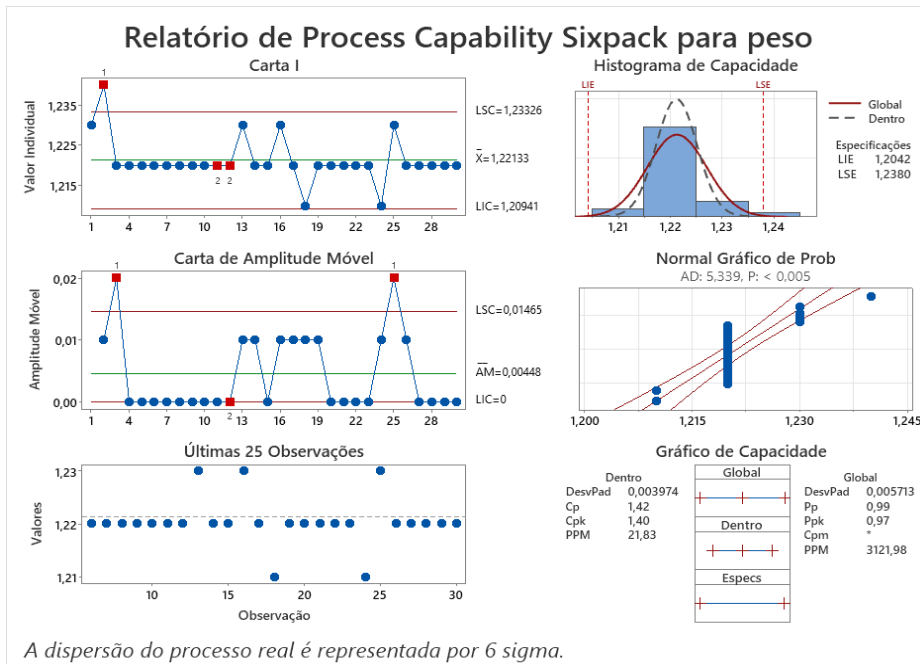 Relatório de Process Capability Sixpack para peso
Carta I
Valor Individual
1,235
1,225
1,215
1
2 2
LSC=1,23326
X̄=1,22133
LIC=1,20941
1 4 7 10 13 16 19 22 25 28
Histograma de Capacidade
LIE LSE
1,21 1,22 1,23 1,24
Global
Dentro
Especificações
LIE 1,2042
LSE 1,2380
Carta de Amplitude Móvel
Amplitude Móvel
0,02
0,01
0,00
1 1
2
LSC=0,01465
A̅M̅=0,00448
LIC=0
1 4 7 10 13 16 19 22 25 28
Normal Gráfico de Prob
AD: 5,339, P: < 0,005
1,200 1,215 1,230 1,245
Últimas 25 Observações
Valores
1,23
1,22
1,21
10 15 20 25 30
Observação
Gráfico de Capacidade
Dentro
DesvPad 0,003974
Cp 1,42
Cpk 1,40
PPM 21,83
Global
Dentro
Especs
Global
DesvPad 0,005713
Pp 0,99
Ppk 0,97
Cpm *
PPM 3121,98
A dispersão do processo real é representada por 6 sigma.